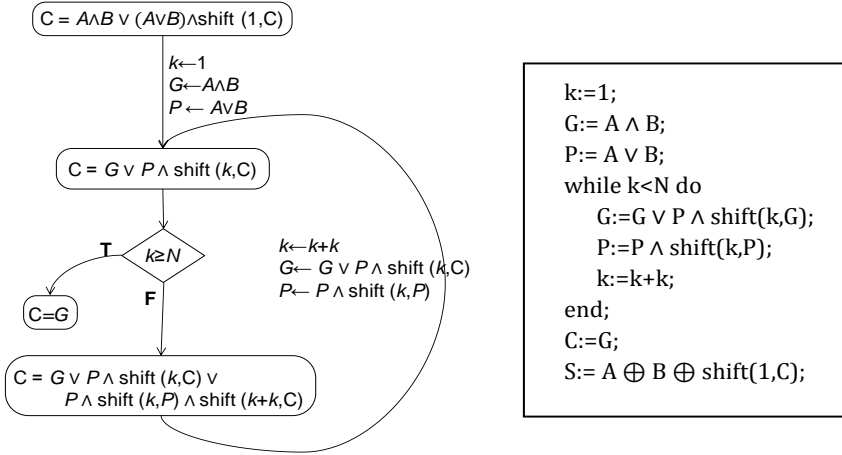 C = A∧B ∨ (A∨B)∧shift (1,C)
k←1
G←A∧B
P ← A∨B
C = G ∨ P ∧ shift (k,C)
T
k≥N
F
C=G
k←k+k
G← G ∨ P ∧ shift (k,C)
P← P ∧ shift (k,P)
C = G ∨ P ∧ shift (k,C) ∨
P ∧ shift (k,P) ∧ shift (k+k,C)
k:=1;
G:= A ∧ B;
P:= A ∨ B;
while k<N do
G:=G ∨ P ∧ shift(k,G);
P:=P ∧ shift(k,P);
k:=k+k;
end;
C:=G;
S:= A ⊕ B ⊕ shift(1,C);